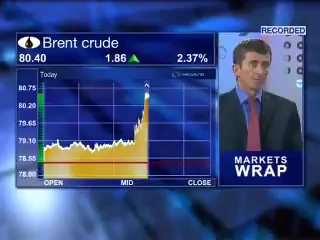 RECORDED
Brent crude
80.40 1.86 2.37%
Today
80.75
80.20
79.65
79.10
78.55
78.00
OPEN MID CLOSE
MARKETS
WRAP